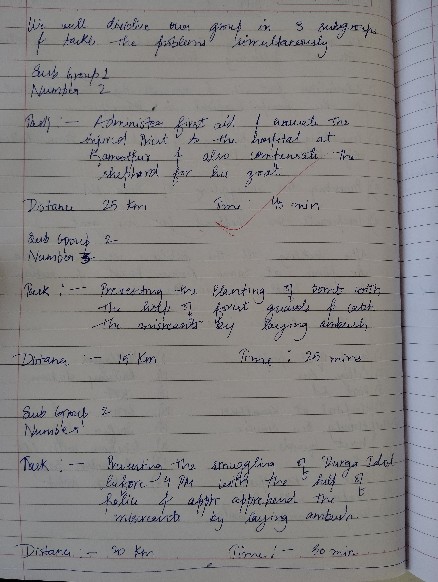 We will divide our group in 3 subgroups
& tackle the problems simultaneously
Sub Group 1
Number 2
Task :- Administer first aid & evacuate the
injured Priest to the hospital at
& also compensate the
shepherd for his goat
Distance 25 Km Time : 45 min
Sub Group 2
Number 3
Task :- Preventing the Planting of bomb with
the help of forest guards & catch
the miscreants by laying ambush
Distance :- 15 Km Time : 25 mins
Sub Group 2
Number
Task :- Preventing the smuggling of Durga Idol
before 4 PM with the help of
police & appr apprehend the
miscreants by laying ambush
Distance :- 30 Km Time :- 30 min